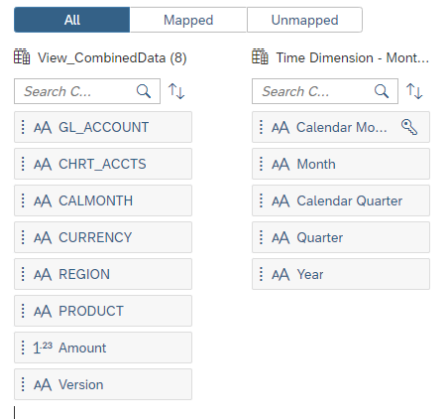 All Mapped Unmapped
View_CombinedData (8)
Search C...
AA GL_ACCOUNT
AA CHRT_ACCTS
AA CALMONTH
AA CURRENCY
AA REGION
AA PRODUCT
1.23 Amount
AA Version
Time Dimension - Mont...
Search C...
AA Calendar Mo...
AA Month
AA Calendar Quarter
AA Quarter
AA Year